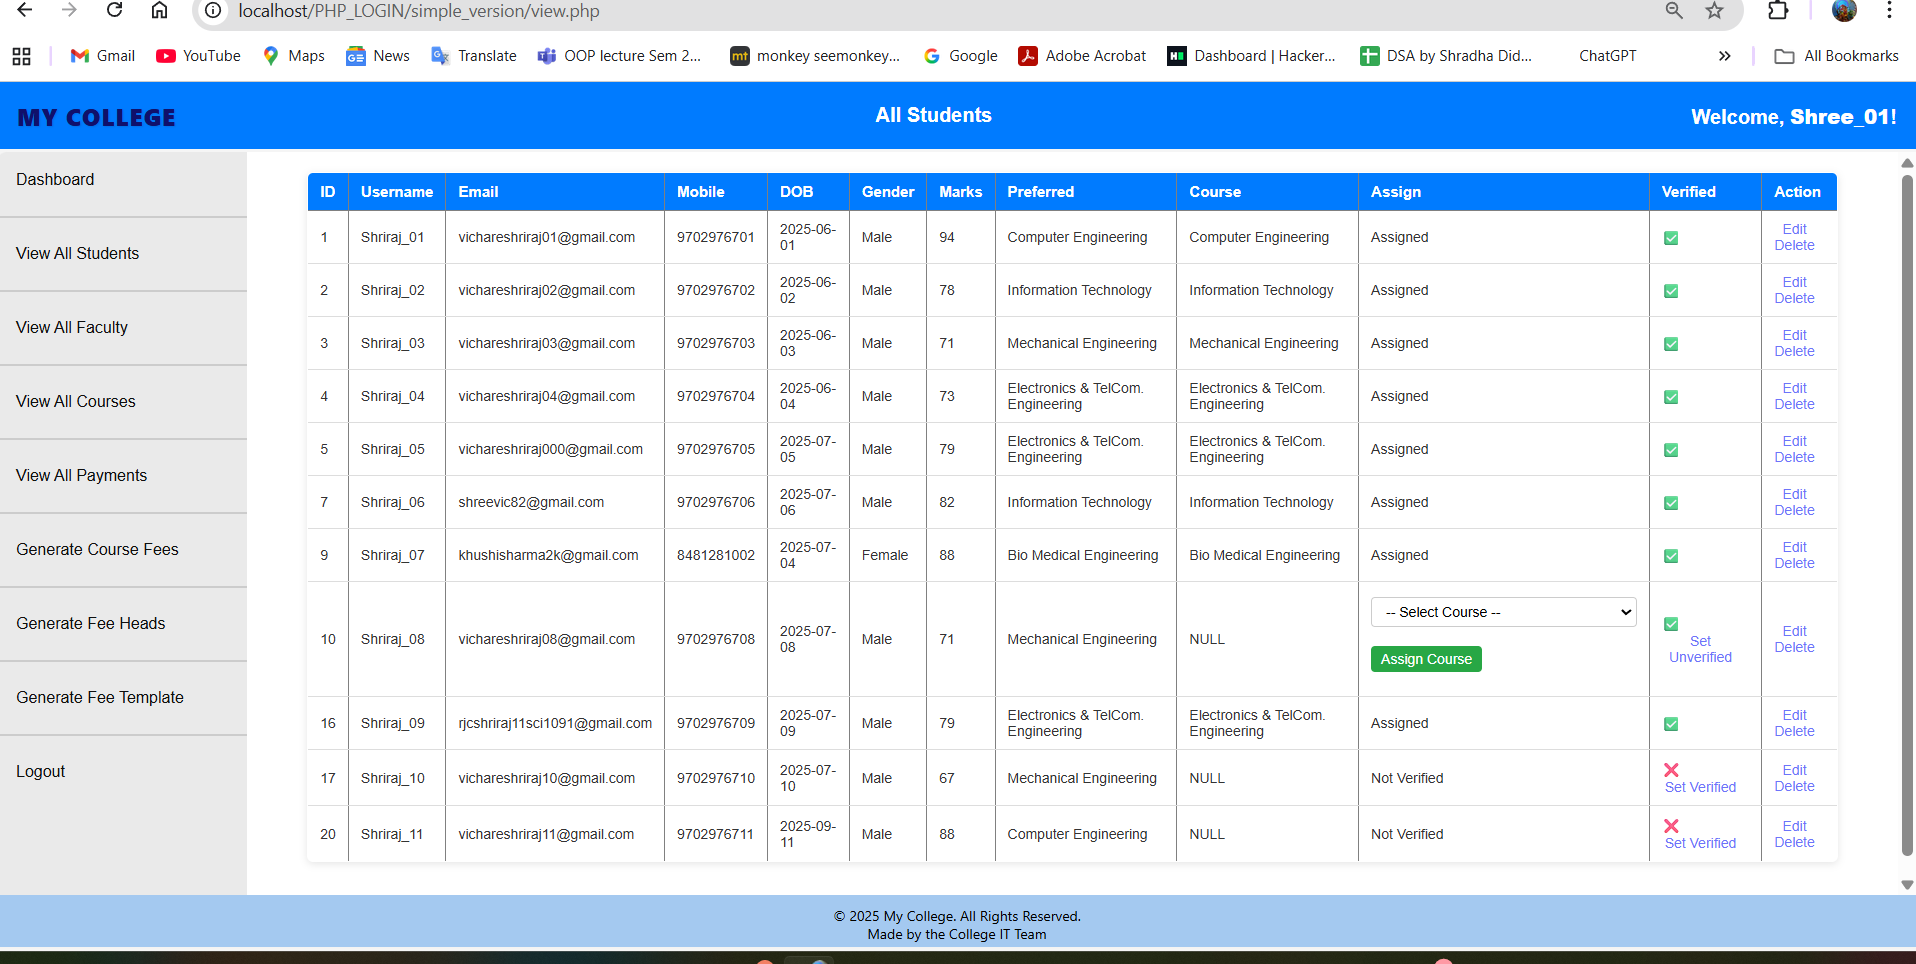 localhost/PHP_LOGIN/simple_version/view.php
Gmail YouTube Maps News Translate OOP lecture Sem 2... monkey seemonkey... Google Adobe Acrobat Dashboard | Hacker... DSA by Shradha Did... ChatGPT » All Bookmarks
MY COLLEGE All Students Welcome, Shree_01!
Dashboard
View All Students
View All Faculty
View All Courses
View All Payments
Generate Course Fees
Generate Fee Heads
Generate Fee Template
Logout
ID Username Email Mobile DOB Gender Marks Preferred Course Assign Verified Action
1 Shriraj_01 vichareshriraj01@gmail.com 9702976701 2025-06-01 Male 94 Computer Engineering Computer Engineering Assigned ✅ Edit Delete
2 Shriraj_02 vichareshriraj02@gmail.com 9702976702 2025-06-02 Male 78 Information Technology Information Technology Assigned ✅ Edit Delete
3 Shriraj_03 vichareshriraj03@gmail.com 9702976703 2025-06-03 Male 71 Mechanical Engineering Mechanical Engineering Assigned ✅ Edit Delete
4 Shriraj_04 vichareshriraj04@gmail.com 9702976704 2025-06-04 Male 73 Electronics & TelCom. Engineering Electronics & TelCom. Engineering Assigned ✅ Edit Delete
5 Shriraj_05 vichareshriraj000@gmail.com 9702976705 2025-07-05 Male 79 Electronics & TelCom. Engineering Electronics & TelCom. Engineering Assigned ✅ Edit Delete
7 Shriraj_06 shreevic82@gmail.com 9702976706 2025-07-06 Male 82 Information Technology Information Technology Assigned ✅ Edit Delete
9 Shriraj_07 khushisharma2k@gmail.com 8481281002 2025-07-04 Female 88 Bio Medical Engineering Bio Medical Engineering Assigned ✅ Edit Delete
10 Shriraj_08 vichareshriraj08@gmail.com 9702976708 2025-07-08 Male 71 Mechanical Engineering NULL -- Select Course -- Assign Course ✅ Set Unverified Edit Delete
16 Shriraj_09 rjcshriraj11sci1091@gmail.com 9702976709 2025-07-09 Male 79 Electronics & TelCom. Engineering Electronics & TelCom. Engineering Assigned ✅ Edit Delete
17 Shriraj_10 vichareshriraj10@gmail.com 9702976710 2025-07-10 Male 67 Mechanical Engineering NULL Not Verified ❌ Set Verified Edit Delete
20 Shriraj_11 vichareshriraj11@gmail.com 9702976711 2025-09-11 Male 88 Computer Engineering NULL Not Verified ❌ Set Verified Edit Delete
© 2025 My College. All Rights Reserved.
Made by the College IT Team